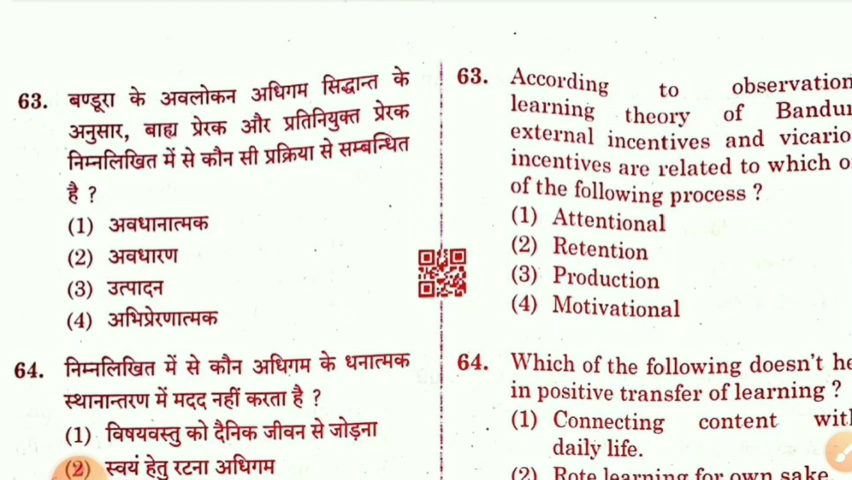 63. बण्डूरा के अवलोकन अधिगम सिद्धान्त के
अनुसार, बाह्य प्रेरक और प्रतिनियुक्त प्रेरक
निम्नलिखित में से कौन सी प्रक्रिया से सम्बन्धित
है ?
(1) अवधानात्मक
(2) अवधारण
(3) उत्पादन
(4) अभिप्रेरणात्मक
64. निम्नलिखित में से कौन अधिगम के धनात्मक
स्थानान्तरण में मदद नहीं करता है ?
(1) विषयवस्तु को दैनिक जीवन से जोड़ना
(2) स्वयं हेतु रटना अधिगम
63. According to observation
learning theory of Bandu
external incentives and vicario
incentives are related to which o
of the following process ?
(1) Attentional
(2) Retention
(3) Production
(4) Motivational
64. Which of the following doesn't he
in positive transfer of learning ?
(1) Connecting content with
daily life.
(2) Rote learning for own sake